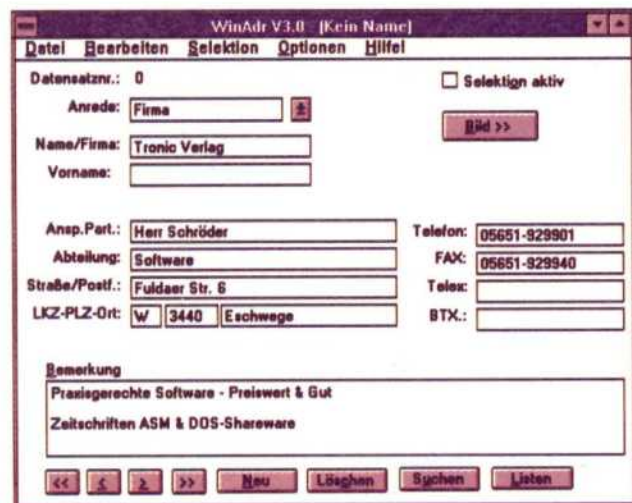 WinAdr V3.0 (Kein Name)
Datei Bearbeiten Selektion Optionen Hilfe!
Datensatznr.: 0
Selektion aktiv
Anrede: Firma
Bild >>
Name/Firma: Tronic Verlag
Vorname:
Ansp.Part.: Herr Schröder
Telefon: 05651-929901
Abteilung: Software
FAX: 05651-929940
Straße/Postf.: Fuldaer Str. 6
Telex:
LKZ-PLZ-Ort: W 3440 Eschwege
BTX.:
Bemerkung
Praxisgerechte Software - Preiswert & Gut
Zeitschriften ASM & DOS-Shareware
<< < > >> Neu Löschen Suchen Listen